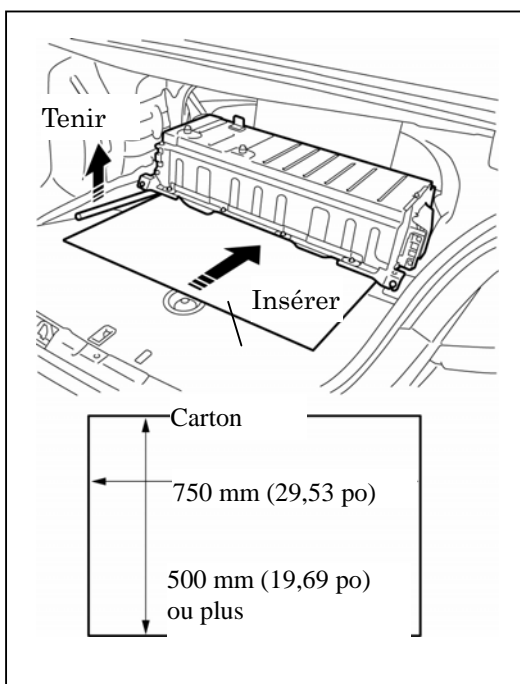 Tenir
Insérer
Carton
750 mm (29,53 po)
500 mm (19,69 po)
ou plus